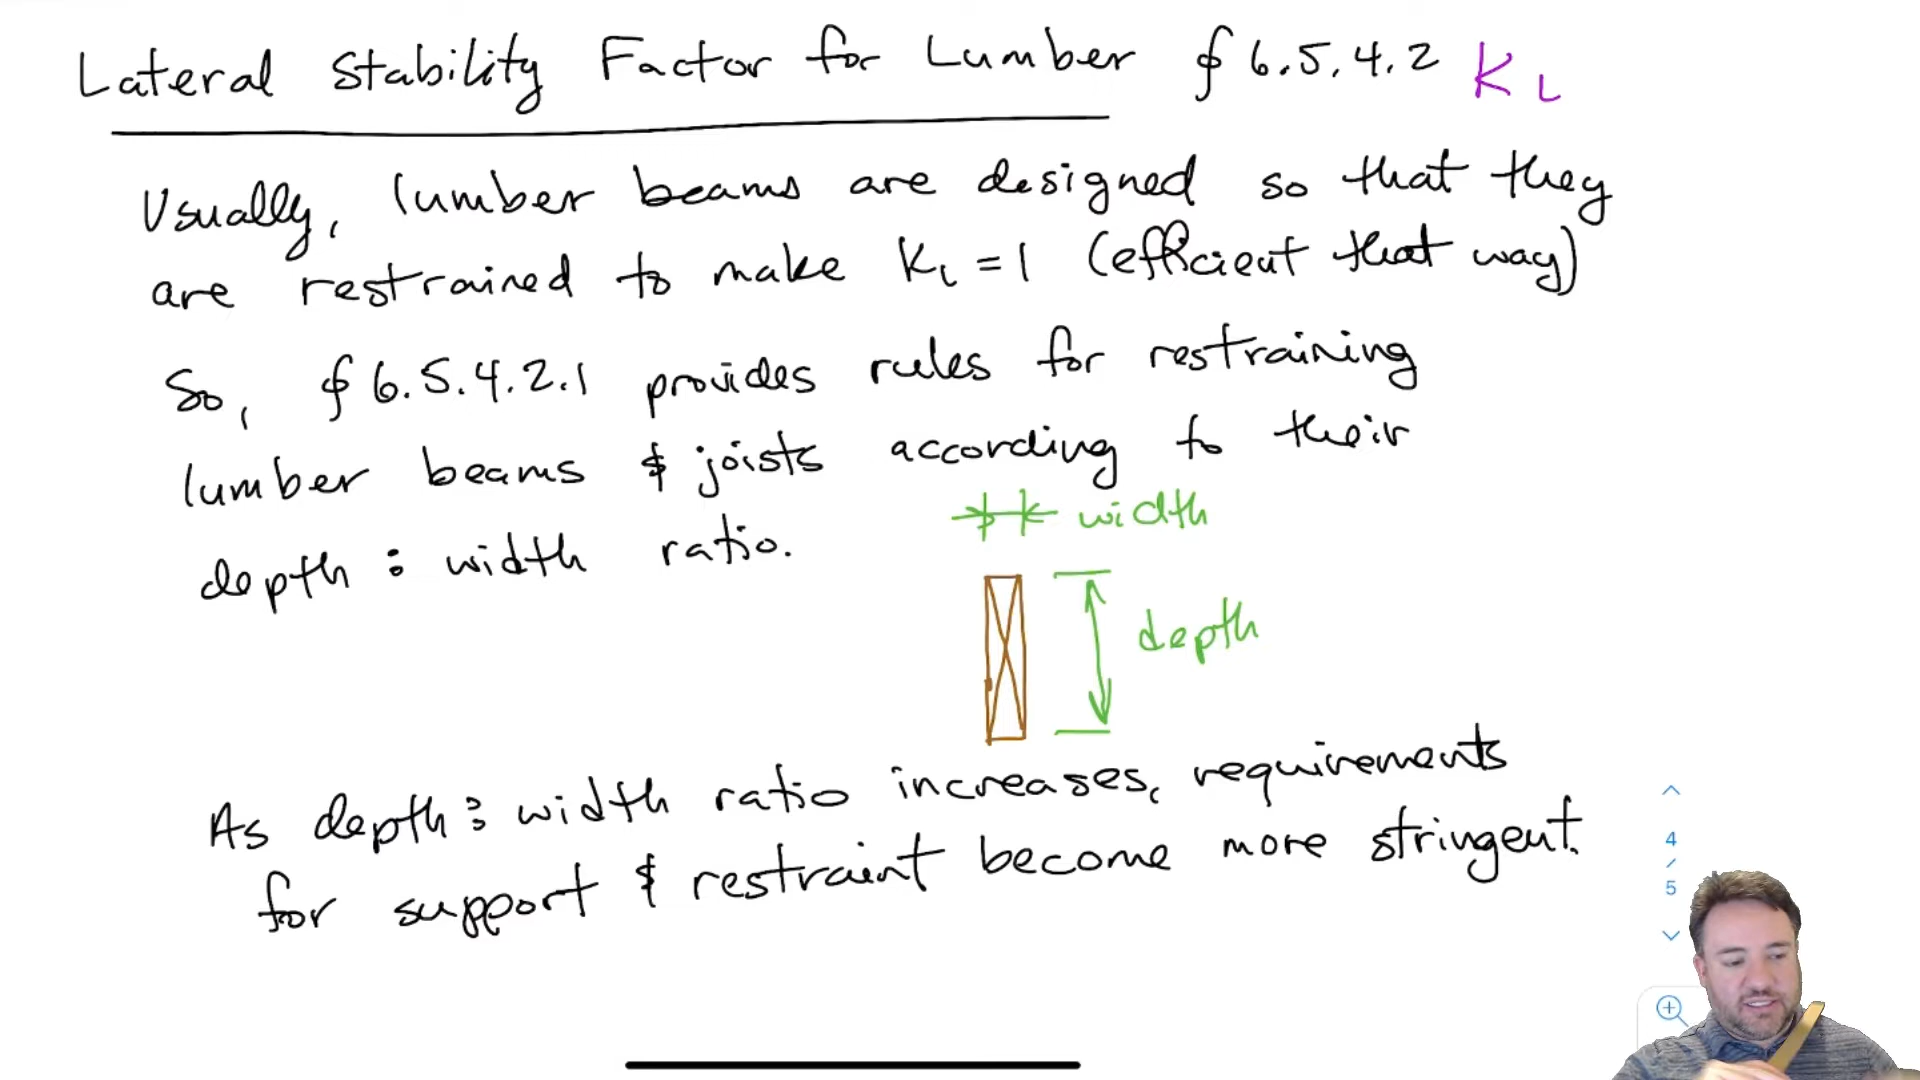 Lateral Stability Factor for Lumber § 6.5.4.2 KL
Usually, lumber beams are designed so that they
are restrained to make KL = 1 (efficient that way)
So, § 6.5.4.2.1 provides rules for restraining
lumber beams & joists according to their
depth : width ratio.
width
depth
As depth : width ratio increases, requirements
for support & restraint become more stringent.
4
/
5